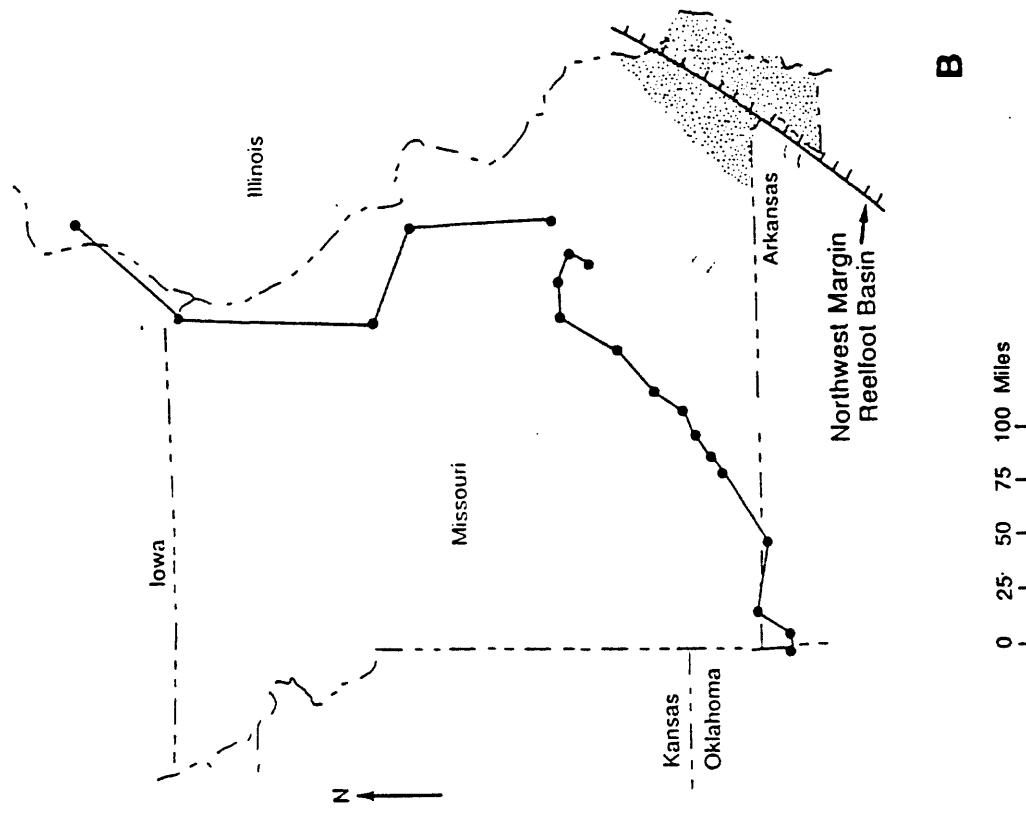 Illinois
Iowa
Missouri
Arkansas
Kansas
Oklahoma
Northwest Margin
Reelfoot Basin
N
0 25 50 75 100 Miles
B